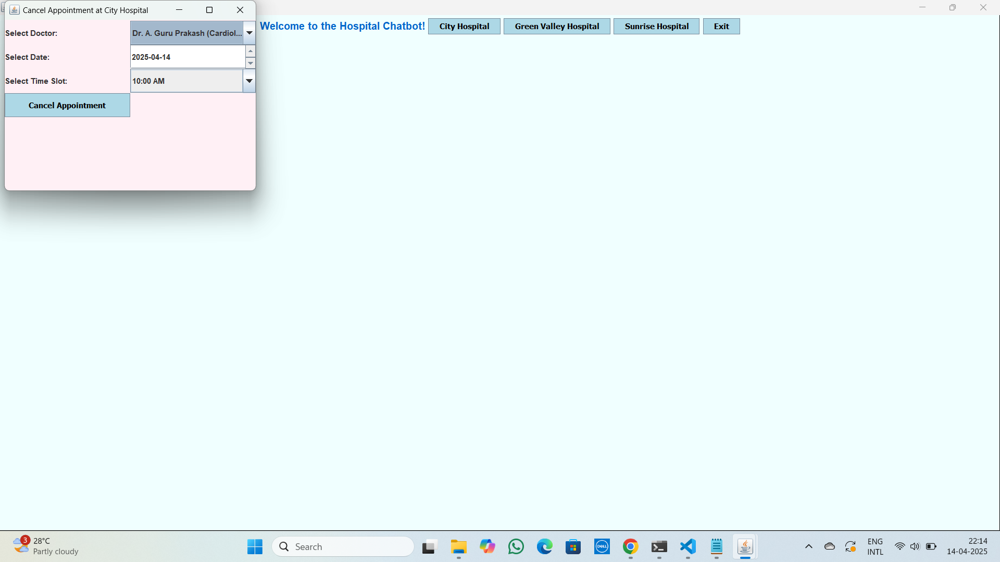 Cancel Appointment at City Hospital
Select Doctor: Dr. A. Guru Prakash (Cardiol...
Select Date: 2025-04-14
Select Time Slot: 10:00 AM
Cancel Appointment
Welcome to the Hospital Chatbot! City Hospital Green Valley Hospital Sunrise Hospital Exit
3 28°C
Partly cloudy
Search
DELL
ENG
INTL
22:14
14-04-2025